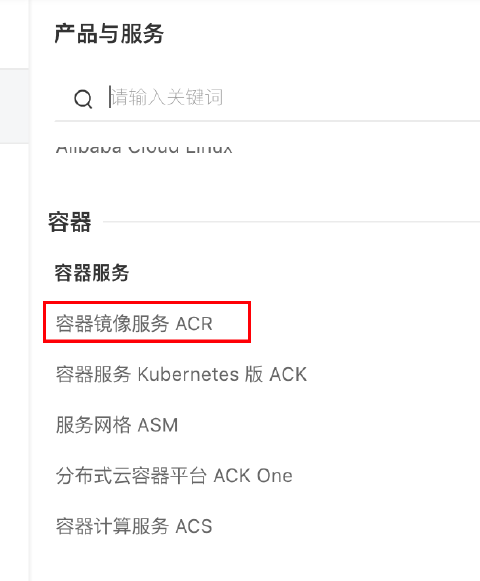 产品与服务
请输入关键词
Alibaba Cloud Linux
容器
容器服务
容器镜像服务 ACR
容器服务 Kubernetes 版 ACK
服务网格 ASM
分布式云容器平台 ACK One
容器计算服务 ACS